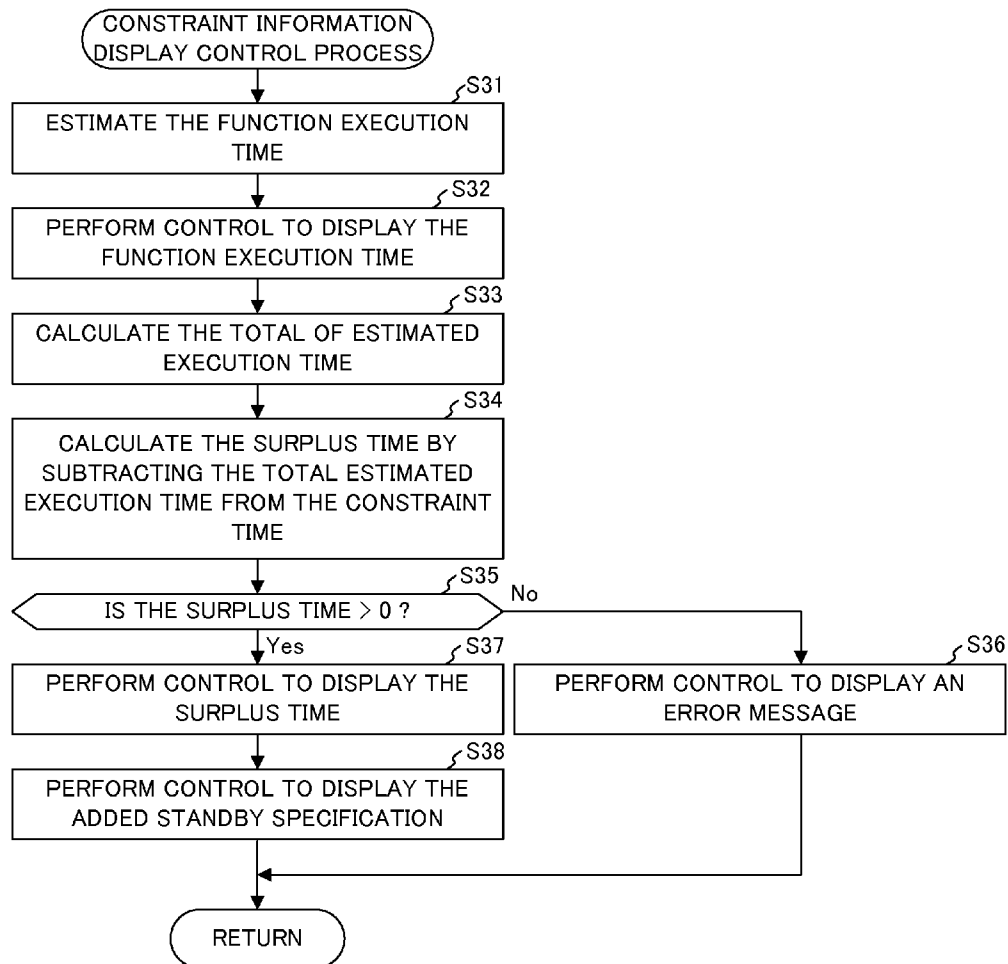 CONSTRAINT INFORMATION
DISPLAY CONTROL PROCESS
S31
ESTIMATE THE FUNCTION EXECUTION
TIME
S32
PERFORM CONTROL TO DISPLAY THE
FUNCTION EXECUTION TIME
S33
CALCULATE THE TOTAL OF ESTIMATED
EXECUTION TIME
S34
CALCULATE THE SURPLUS TIME BY
SUBTRACTING THE TOTAL ESTIMATED
EXECUTION TIME FROM THE CONSTRAINT
TIME
S35
IS THE SURPLUS TIME > 0 ?
No
Yes
S37
PERFORM CONTROL TO DISPLAY THE
SURPLUS TIME
S36
PERFORM CONTROL TO DISPLAY AN
ERROR MESSAGE
S38
PERFORM CONTROL TO DISPLAY THE
ADDED STANDBY SPECIFICATION
RETURN